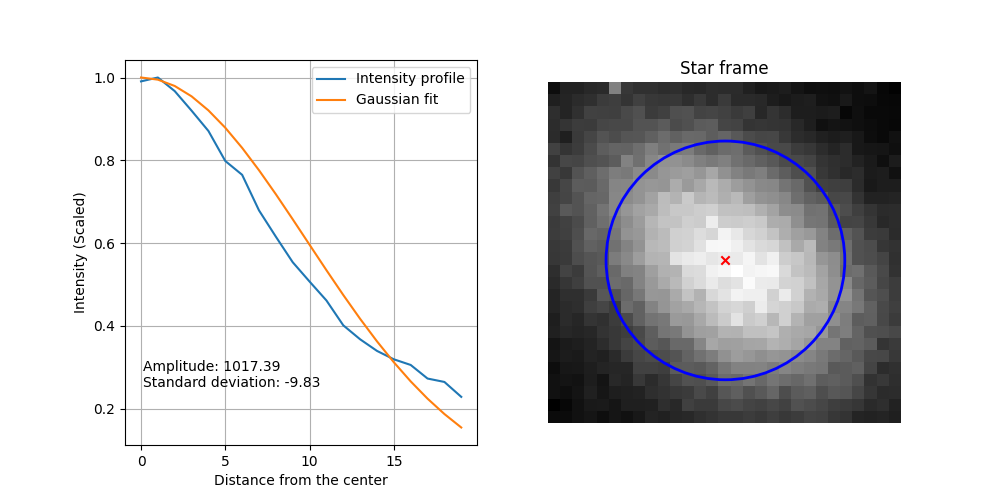 Star frame
1.0
0.8
0.6
0.4
0.2
Intensity (Scaled)
Intensity profile
Gaussian fit
Amplitude: 1017.39
Standard deviation: -9.83
0 5 10 15
Distance from the center